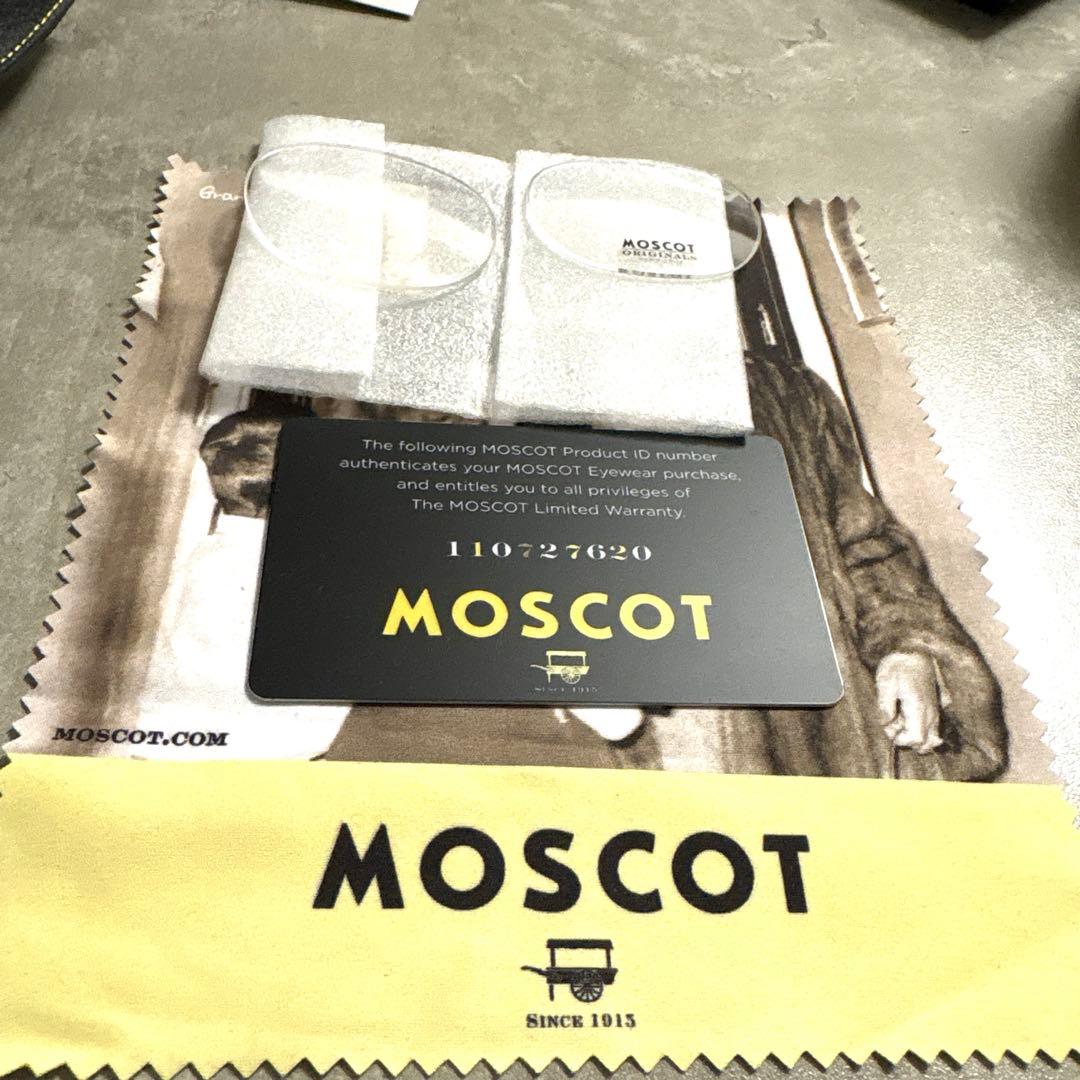 MOSCOT
ORIGINALS
The following MOSCOT Product ID number
authenticates your MOSCOT Eyewear purchase,
and entitles you to all privileges of
The MOSCOT Limited Warranty.
110727620
MOSCOT
SINCE 1915
MOSCOT.COM
MOSCOT
SINCE 1915